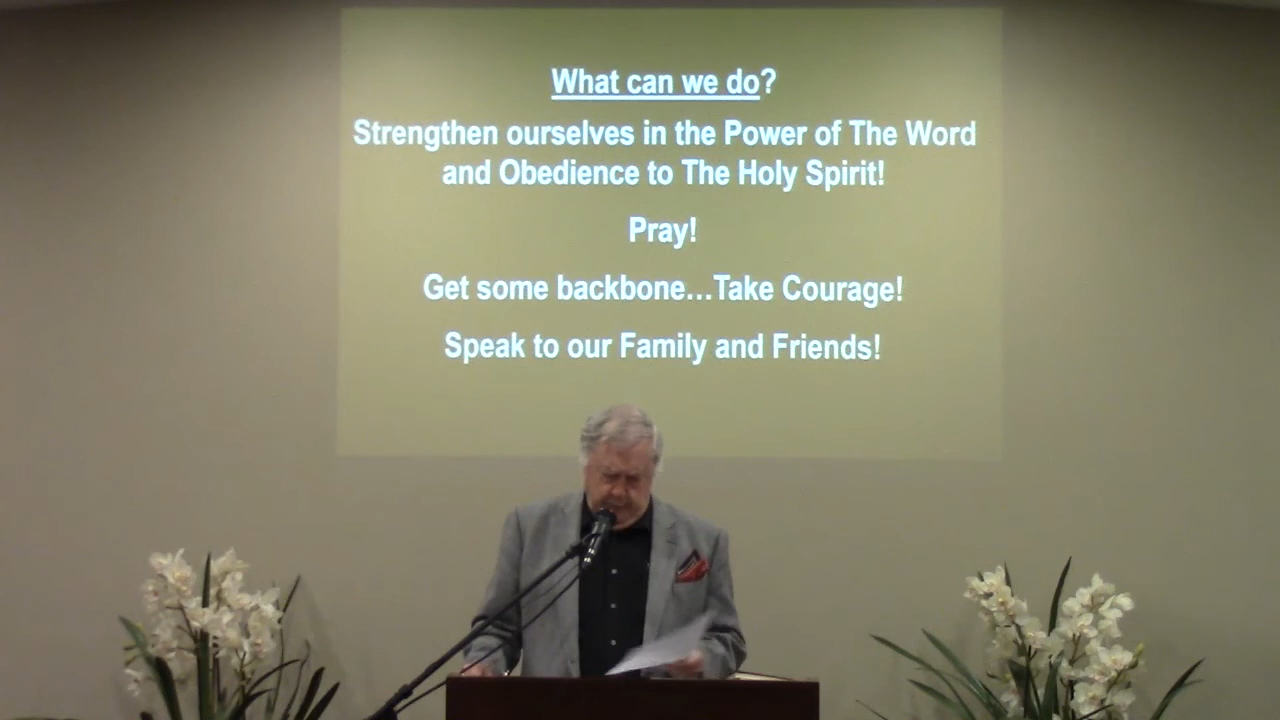 What can we do?
Strengthen ourselves in the Power of The Word
and Obedience to The Holy Spirit!
Pray!
Get some backbone...Take Courage!
Speak to our Family and Friends!